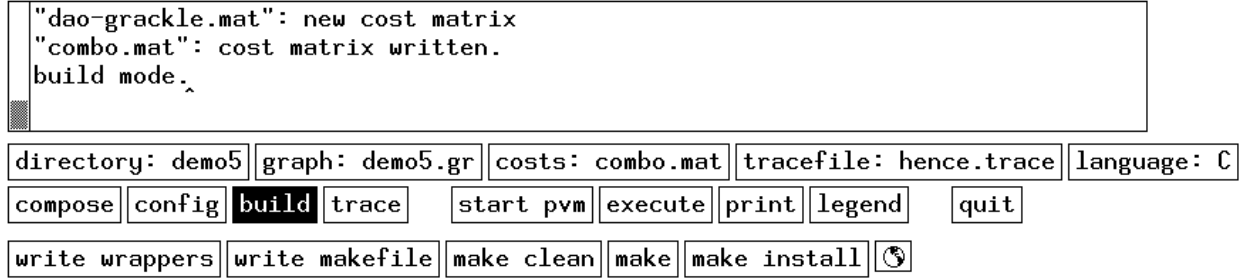 "dao-grackle.mat": new cost matrix
"combo.mat": cost matrix written.
build mode.
directory: demo5 graph: demo5.gr costs: combo.mat tracefile: hence.trace language: C
compose config build trace start pvm execute print legend quit
write wrappers write makefile make clean make make install